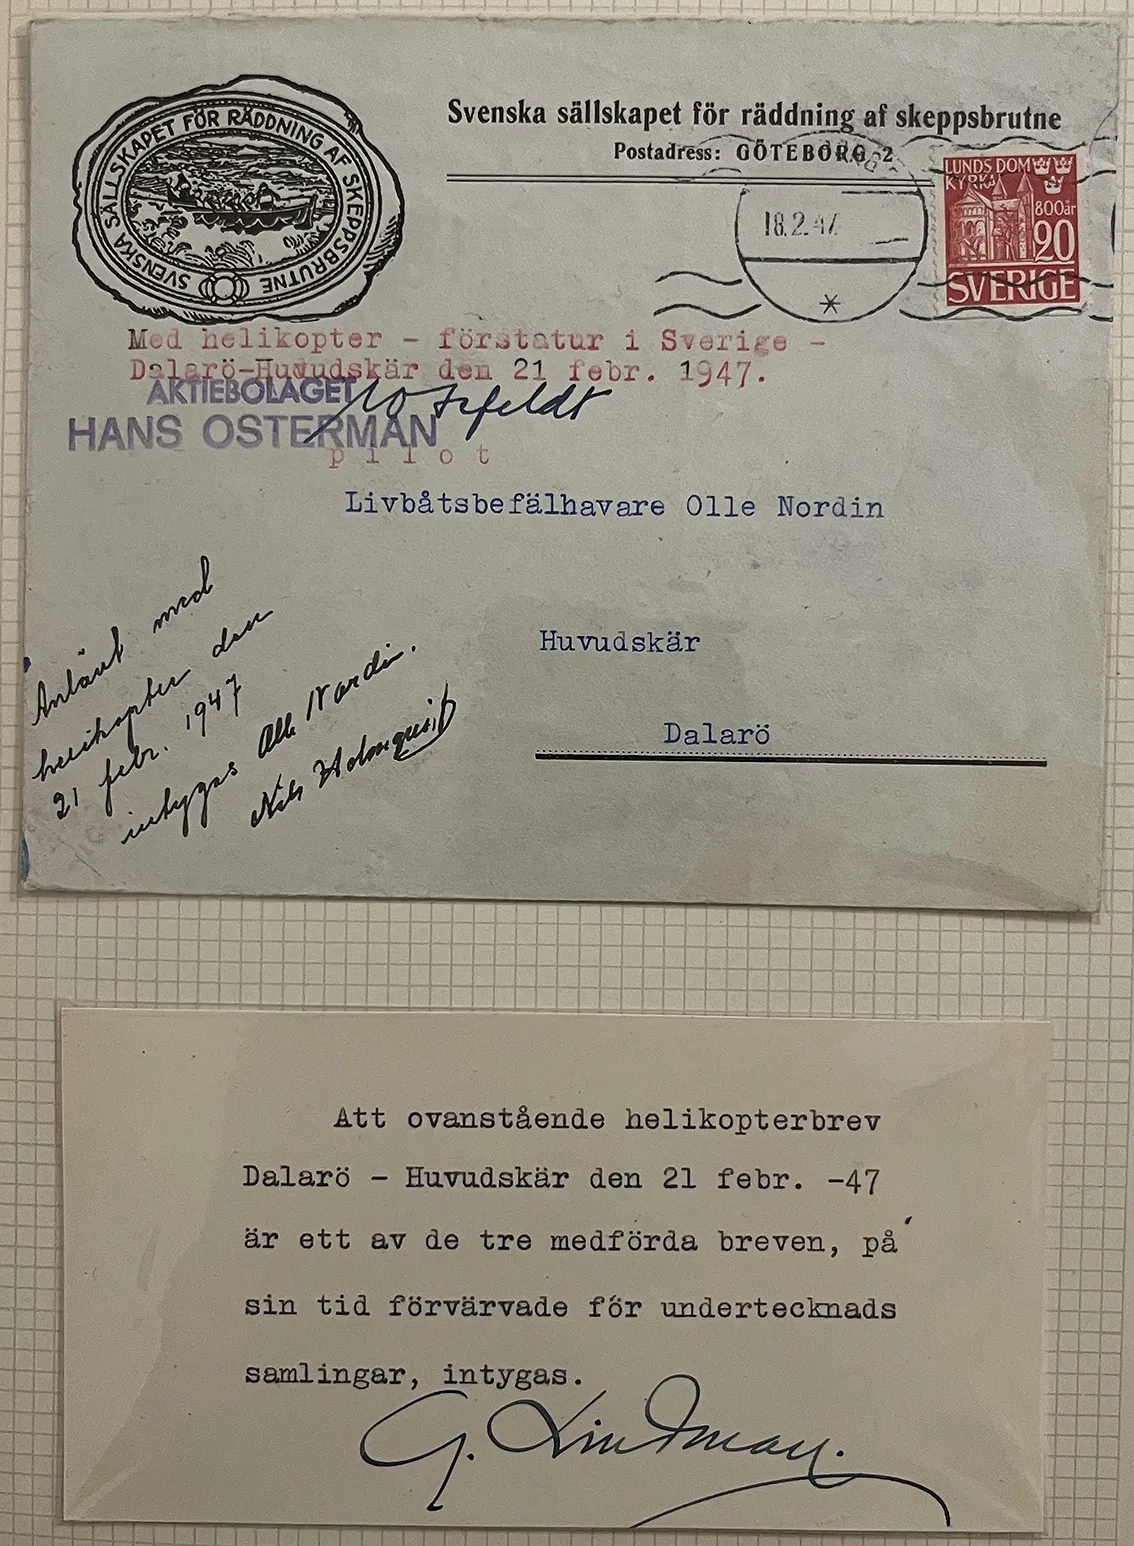 SVENSKA SÄLLSKAPET FÖR RÄDDNING AF SKEPPSBRUTNE
Svenska sällskapet för räddning af skeppsbrutne
Postadress: GÖTEBORG 2
18.2.47
LUNDS DOM
KYRKA
800år
20
SVERIGE
Med helikopter - förstatur i Sverige -
Dalarö-Huvudskär den 21 febr. 1947.
AKTIEBOLAGET
HANS OSTERMAN
pilot
Livbåtsbefälhavare Olle Nordin
Huvudskär
Dalarö
Anlänt med
helikopter den
21 febr. 1947
intygas Olle Nordin.
Nils Holmquist
Att ovanstående helikopterbrev
Dalarö - Huvudskär den 21 febr. -47
är ett av de tre medförda breven, på
sin tid förvärvade för undertecknads
samlingar, intygas.
G. Lindman.